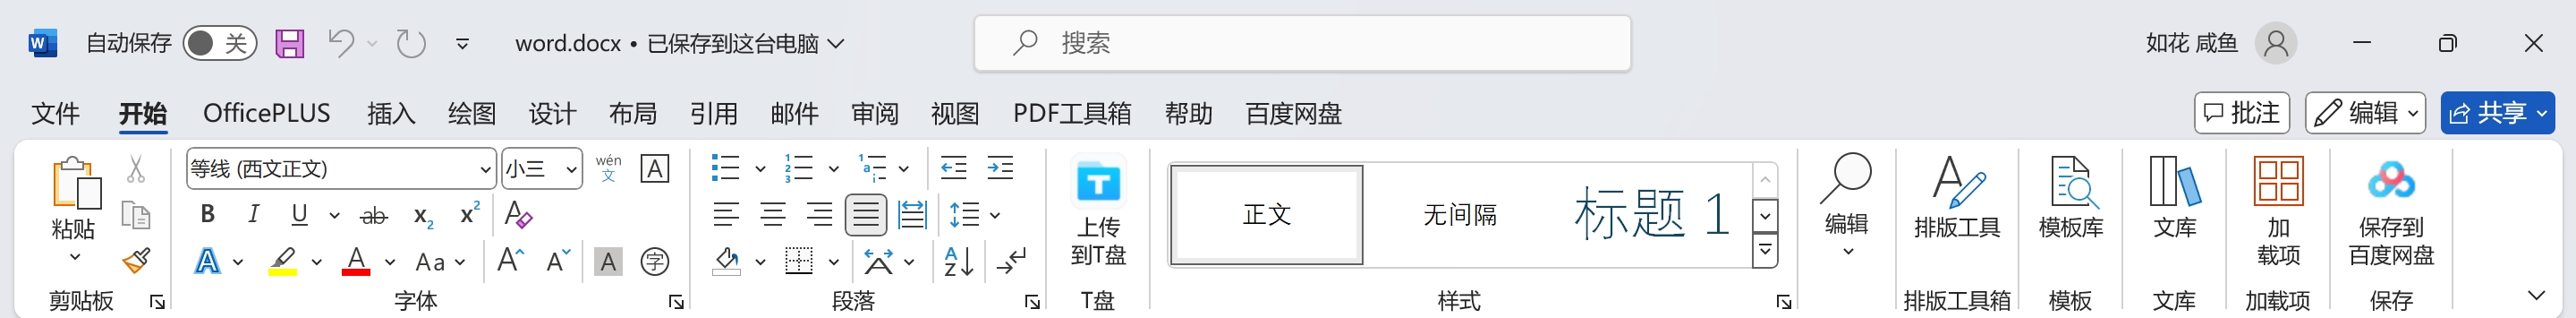 自动保存 关 word.docx • 已保存到这台电脑 搜索 如花 咸鱼
文件 开始 OfficePLUS 插入 绘图 设计 布局 引用 邮件 审阅 视图 PDF工具箱 帮助 百度网盘 批注 编辑 共享
等线 (西文正文) 小三 wén 文 A
粘贴 B I U ab x₂ x² A
A A Aa A A A 字
上传
到T盘
正文 无间隔 标题 1
编辑
排版工具
模板库
文库
加
载项
保存到
百度网盘
剪贴板 字体 段落 T盘 样式 排版工具箱 模板 文库 加载项 保存